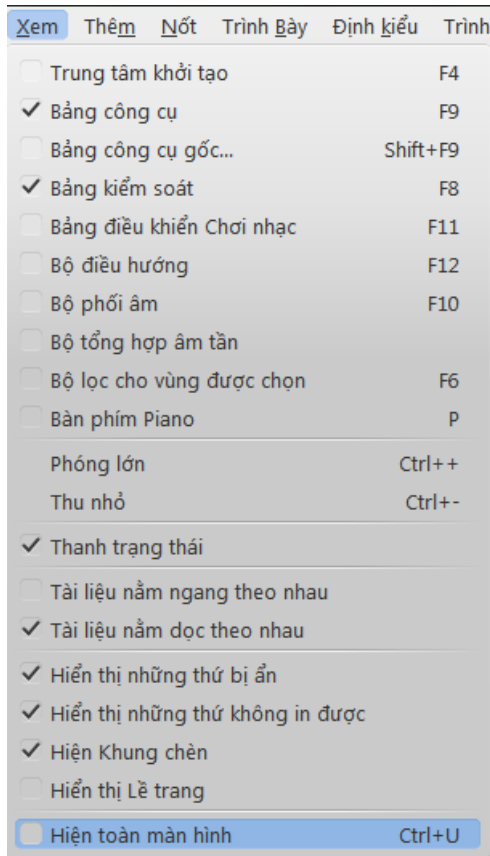 Xem Thêm Nốt Trình Bày Định kiểu Trình
Trung tâm khởi tạo F4
Bảng công cụ F9
Bảng công cụ gốc... Shift+F9
Bảng kiểm soát F8
Bảng điều khiển Chơi nhạc F11
Bộ điều hướng F12
Bộ phối âm F10
Bộ tổng hợp âm tần
Bộ lọc cho vùng được chọn F6
Bàn phím Piano P
Phóng lớn Ctrl++
Thu nhỏ Ctrl+-
Thanh trạng thái
Tài liệu nằm ngang theo nhau
Tài liệu nằm dọc theo nhau
Hiển thị những thứ bị ẩn
Hiển thị những thứ không in được
Hiện Khung chèn
Hiển thị Lề trang
Hiện toàn màn hình Ctrl+U